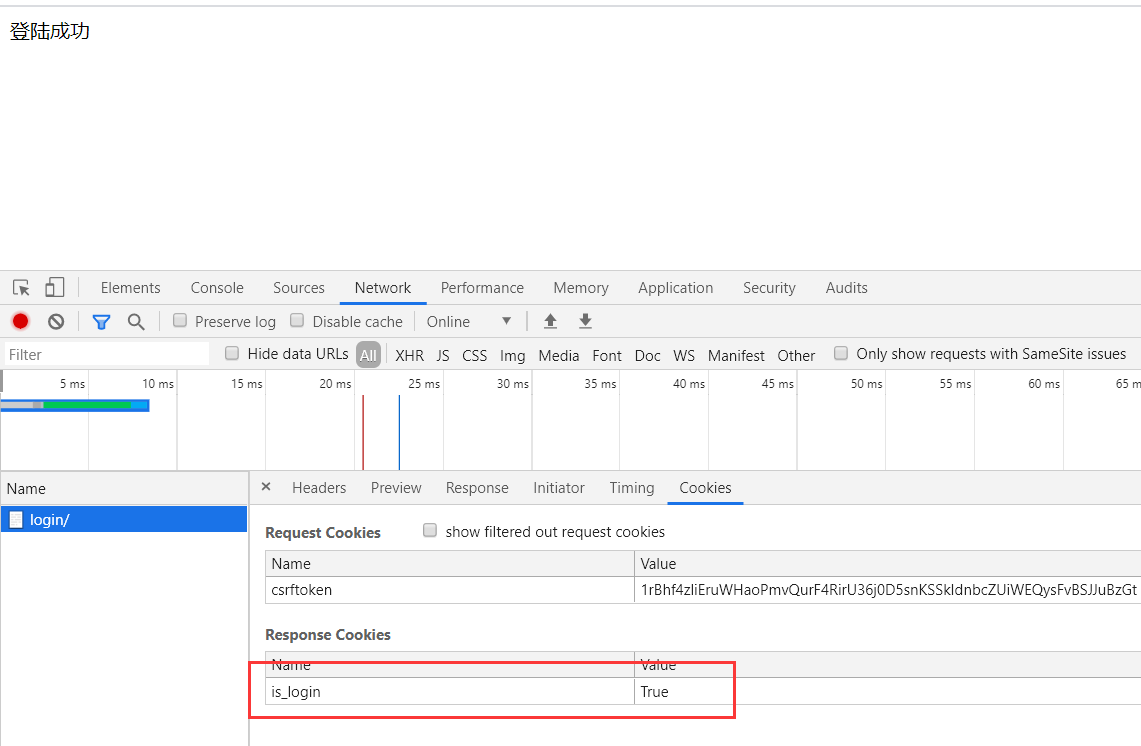 登陆成功
Elements Console Sources Network Performance Memory Application Security Audits
Preserve log Disable cache Online
Filter Hide data URLs All XHR JS CSS Img Media Font Doc WS Manifest Other Only show requests with SameSite issues
5 ms 10 ms 15 ms 20 ms 25 ms 30 ms 35 ms 40 ms 45 ms 50 ms 55 ms 60 ms 65 m
Name × Headers Preview Response Initiator Timing Cookies
login/
Request Cookies show filtered out request cookies
Name Value
csrftoken 1rBhf4zliEruWHaoPmvQurF4RirU36j0D5snKSSkldnbcZUiWEQysFvBSJJuBzGt
Response Cookies
Name Value
is_login True